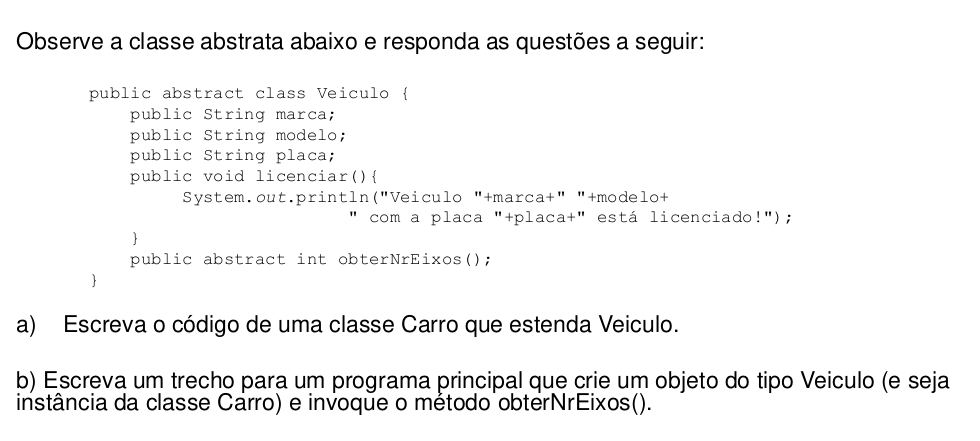 Observe a classe abstrata abaixo e responda as questões a seguir:
public abstract class Veiculo {
public String marca;
public String modelo;
public String placa;
public void licenciar(){
System.out.println("Veiculo "+marca+" "+modelo+
" com a placa "+placa+" está licenciado!");
}
public abstract int obterNrEixos();
}
a) Escreva o código de uma classe Carro que estenda Veiculo.
b) Escreva um trecho para um programa principal que crie um objeto do tipo Veiculo (e seja
instância da classe Carro) e invoque o método obterNrEixos().